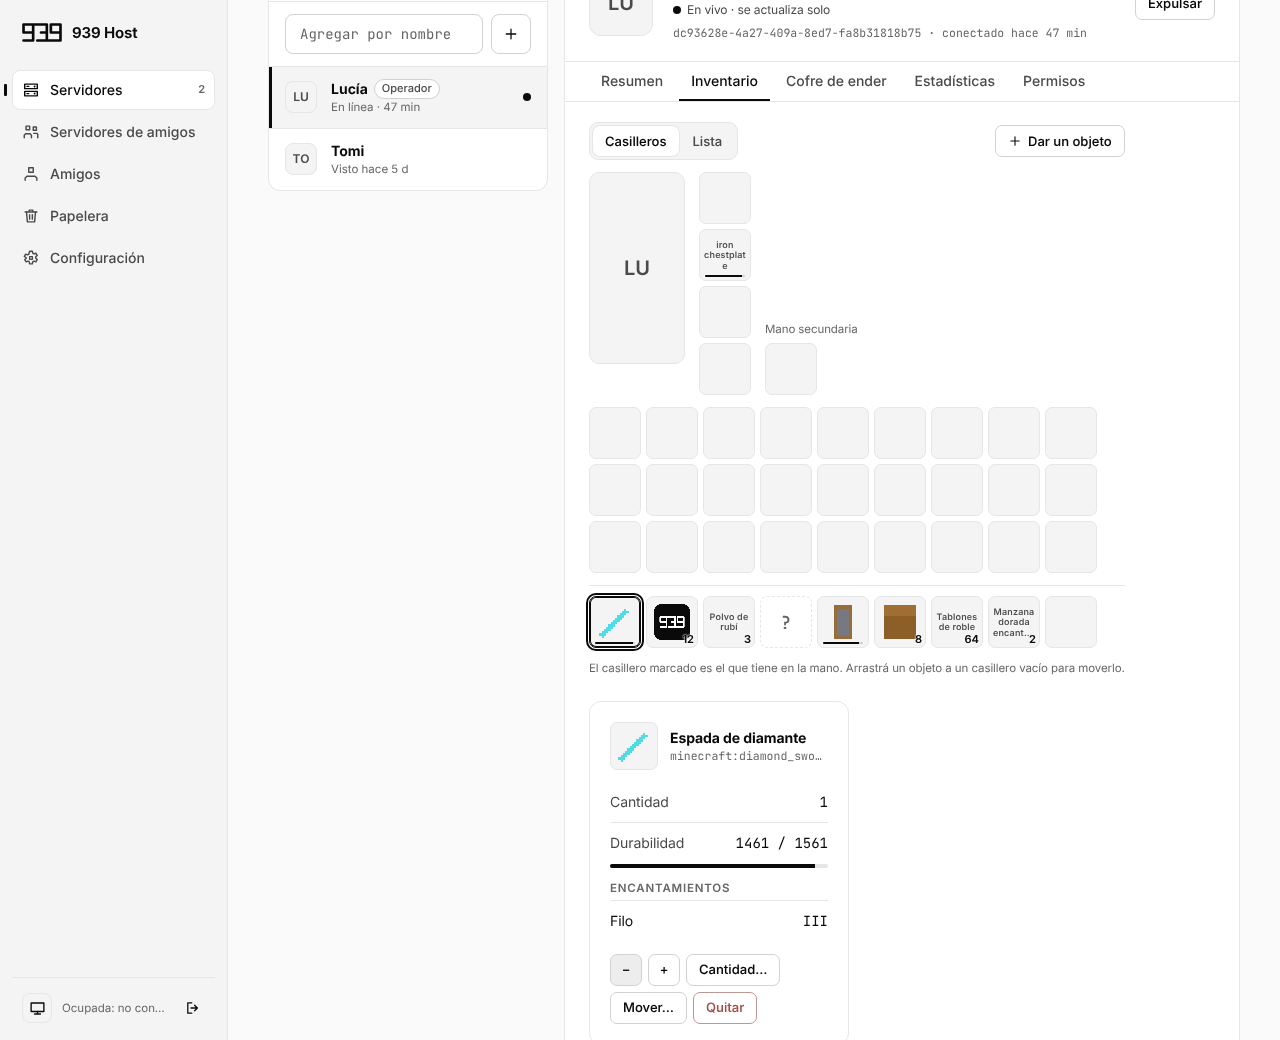 939 Host
Servidores 2
Servidores de amigos
Amigos
Papelera
Configuración
Ocupada: no con...
Agregar por nombre
LU Lucía Operador
En línea · 47 min
TO Tomi
Visto hace 5 d
LU
En vivo · se actualiza solo
dc93628e-4a27-409a-8ed7-fa8b31818b75 · conectado hace 47 min
Expulsar
Resumen Inventario Cofre de ender Estadísticas Permisos
Casilleros Lista
+ Dar un objeto
LU
iron
chestplat
e
Mano secundaria
939
12
Polvo de
rubí
3
?
8
Tablones
de roble
64
Manzana
dorada
encant...
2
El casillero marcado es el que tiene en la mano. Arrastrá un objeto a un casillero vacío para moverlo.
Espada de diamante
minecraft:diamond_swo…
Cantidad 1
Durabilidad 1461 / 1561
ENCANTAMIENTOS
Filo III
− + Cantidad...
Mover... Quitar